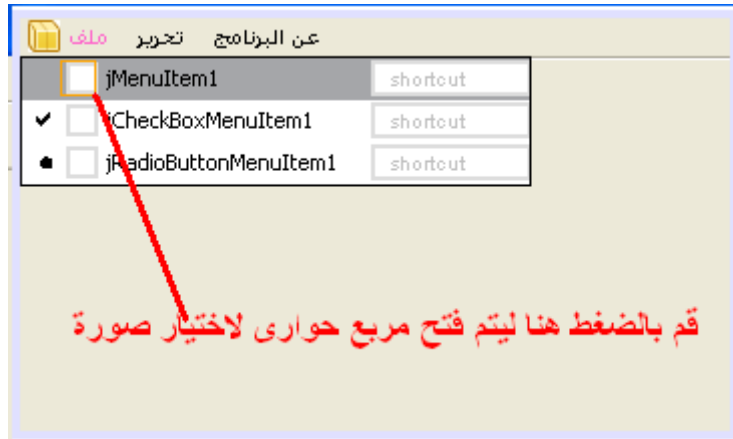 ملف تحرير عن البرنامج
jMenuItem1 shortcut
jCheckBoxMenuItem1 shortcut
jRadioButtonMenuItem1 shortcut
قم بالضغط هنا ليتم فتح مربع حوارى لاختيار صورة